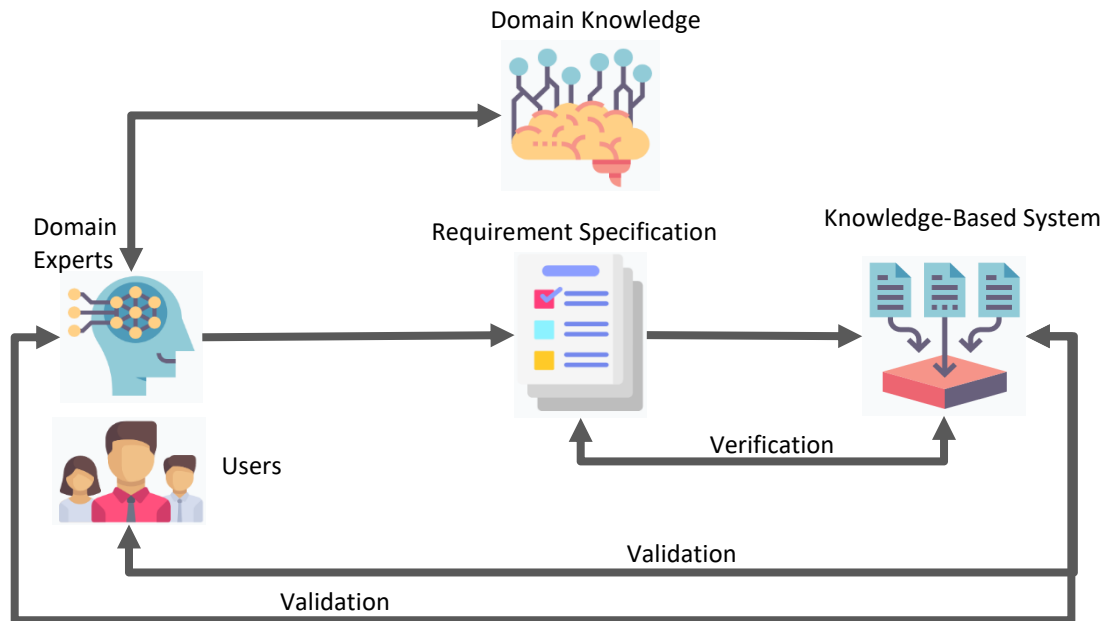 Domain Knowledge
Domain
Experts
Requirement Specification
Knowledge-Based System
Verification
Users
Validation
Validation